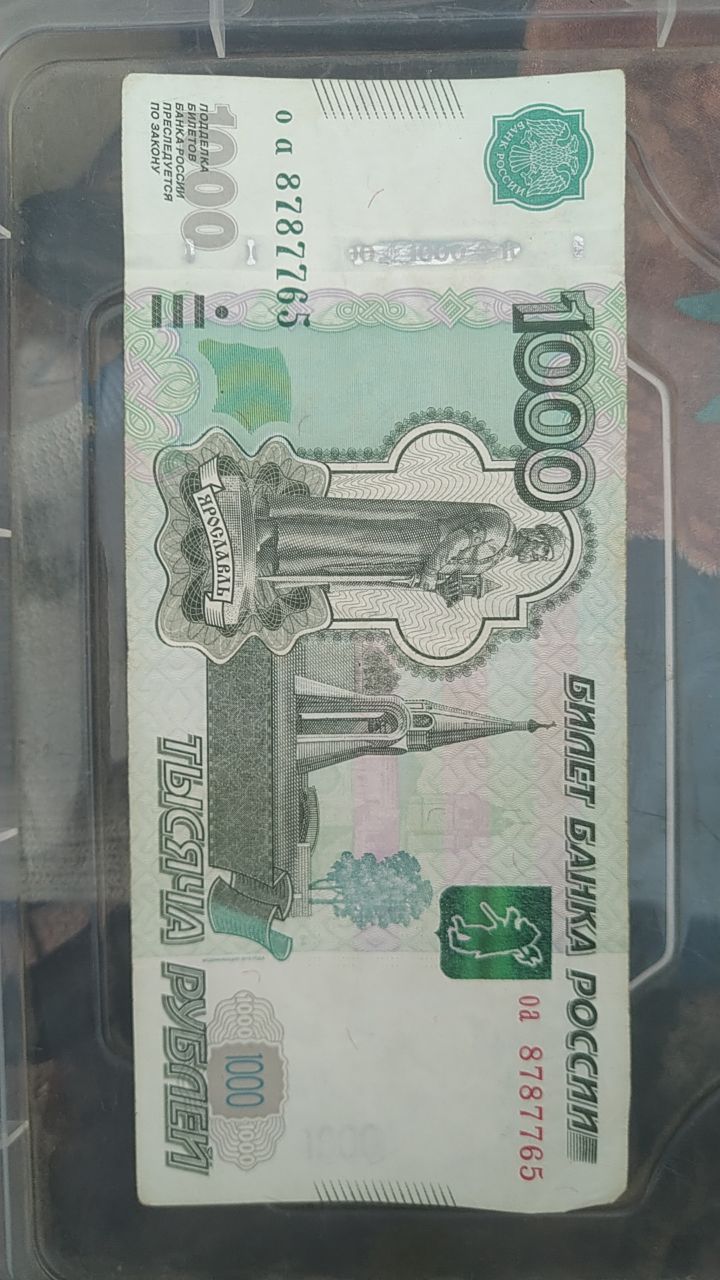 1000
БИЛЕТ БАНКА РОССИИ
БАНК РОССИИ
оа 8787765
оа 8787765
ЯРОСЛАВЛЬ
1000
ПОДДЕЛКА
БИЛЕТОВ
БАНКА РОССИИ
ПРЕСЛЕДУЕТСЯ
ПО ЗАКОНУ
1000 1000 1000
ТЫСЯЧА РУБЛЕЙ